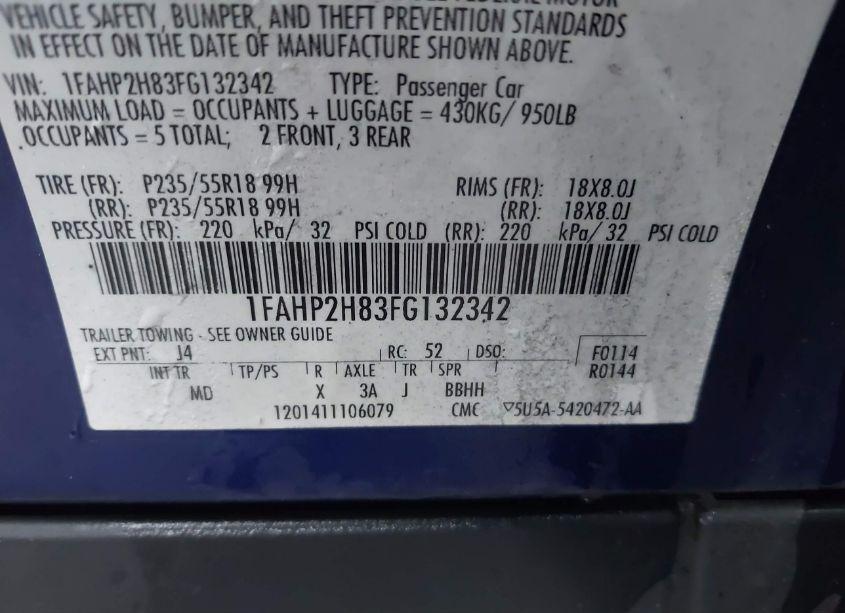 VEHICLE SAFETY, BUMPER, AND THEFT PREVENTION STANDARDS
IN EFFECT ON THE DATE OF MANUFACTURE SHOWN ABOVE.
VIN: 1FAHP2H83FG132342 TYPE: Passenger Car
MAXIMUM LOAD = OCCUPANTS + LUGGAGE = 430KG/ 950LB
OCCUPANTS = 5 TOTAL; 2 FRONT, 3 REAR
TIRE (FR): P235/55R18 99H RIMS (FR): 18X8.0J
(RR): P235/55R18 99H (RR): 18X8.0J
PRESSURE (FR): 220 kPa/ 32 PSI COLD (RR): 220 kPa/ 32 PSI COLD
1FAHP2H83FG132342
TRAILER TOWING - SEE OWNER GUIDE
EXT PNT: J4 RC: 52 DSO: F0114
INT TR TP/PS R AXLE TR SPR R0144
MD X 3A J BBHH
1201411106079 CMC ▽5U5A-5420472-AA